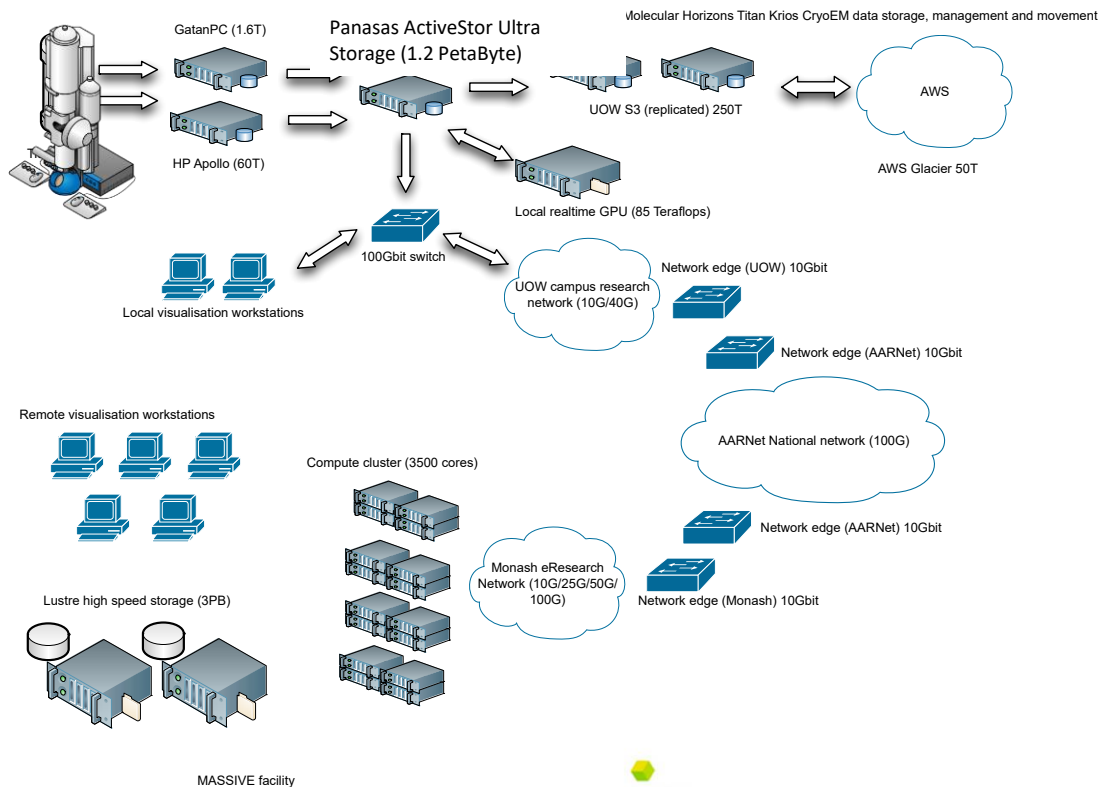 Molecular Horizons Titan Krios CryoEM data storage, management and movement
GatanPC (1.6T)
Panasas ActiveStor Ultra
Storage (1.2 PetaByte)
AWS
UOW S3 (replicated) 250T
HP Apollo (60T)
AWS Glacier 50T
Local realtime GPU (85 Teraflops)
100Gbit switch
Network edge (UOW) 10Gbit
UOW campus research
network (10G/40G)
Local visualisation workstations
Network edge (AARNet) 10Gbit
Remote visualisation workstations
AARNet National network (100G)
Compute cluster (3500 cores)
Network edge (AARNet) 10Gbit
Monash eResearch
Network (10G/25G/50G/
100G)
Lustre high speed storage (3PB)
Network edge (Monash) 10Gbit
MASSIVE facility